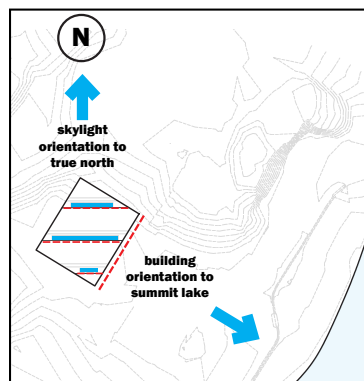 N
skylight
orientation to
true north
building
orientation to
summit lake